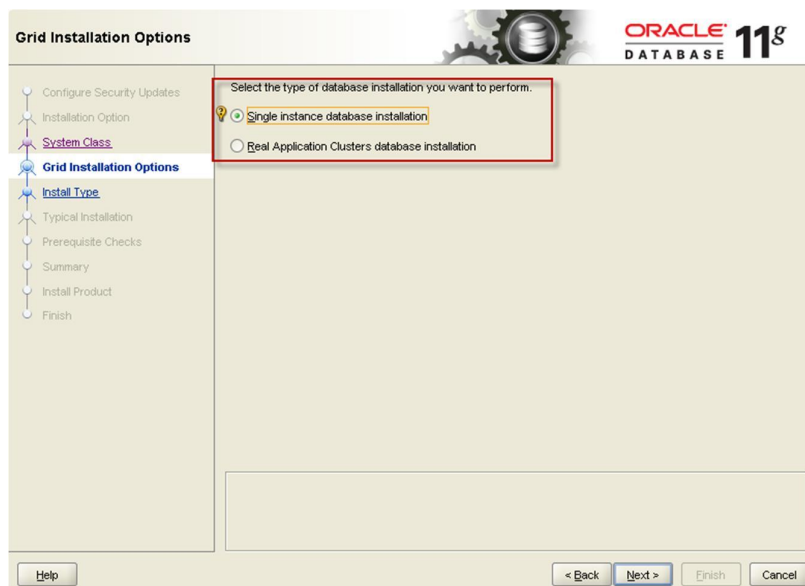 Grid Installation Options
ORACLE
DATABASE 11g
Configure Security Updates
Installation Option
System Class
Grid Installation Options
Install Type
Typical Installation
Prerequisite Checks
Summary
Install Product
Finish
Select the type of database installation you want to perform.
Single instance database installation
Real Application Clusters database installation
Help
< Back
Next >
Finish
Cancel